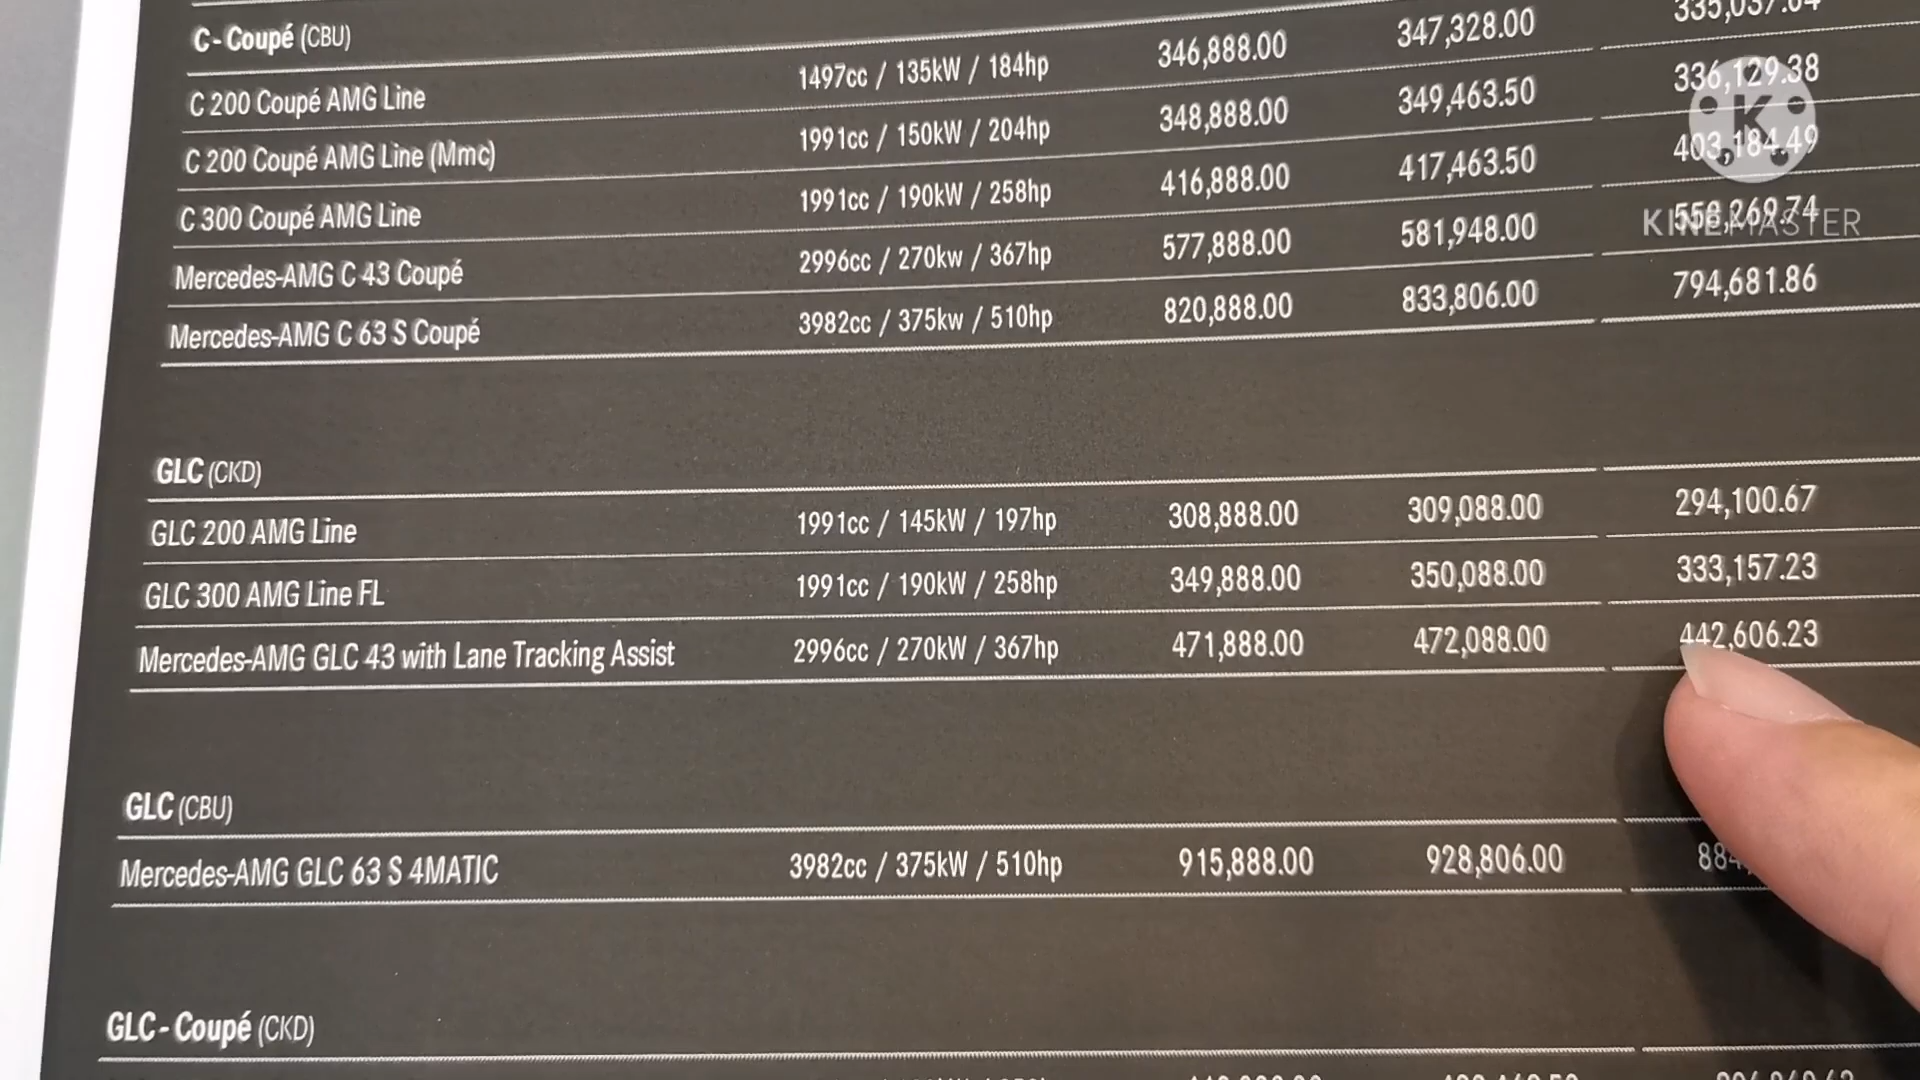 C-Coupé (CBU)
C 200 Coupé AMG Line 1497cc / 135kW / 184hp 346,888.00 347,328.00
C 200 Coupé AMG Line (Mmc) 1991cc / 150kW / 204hp 348,888.00 349,463.50 336,129.38
C 300 Coupé AMG Line 1991cc / 190kW / 258hp 416,888.00 417,463.50 403,184.49
Mercedes-AMG C 43 Coupé 2996cc / 270kw / 367hp 577,888.00 581,948.00 558,269.74
Mercedes-AMG C 63 S Coupé 3982cc / 375kw / 510hp 820,888.00 833,806.00 794,681.86
KINEMASTER
GLC (CKD)
GLC 200 AMG Line 1991cc / 145kW / 197hp 308,888.00 309,088.00 294,100.67
GLC 300 AMG Line FL 1991cc / 190kW / 258hp 349,888.00 350,088.00 333,157.23
Mercedes-AMG GLC 43 with Lane Tracking Assist 2996cc / 270kW / 367hp 471,888.00 472,088.00 442,606.23
GLC (CBU)
Mercedes-AMG GLC 63 S 4MATIC 3982cc / 375kW / 510hp 915,888.00 928,806.00
GLC-Coupé (CKD)